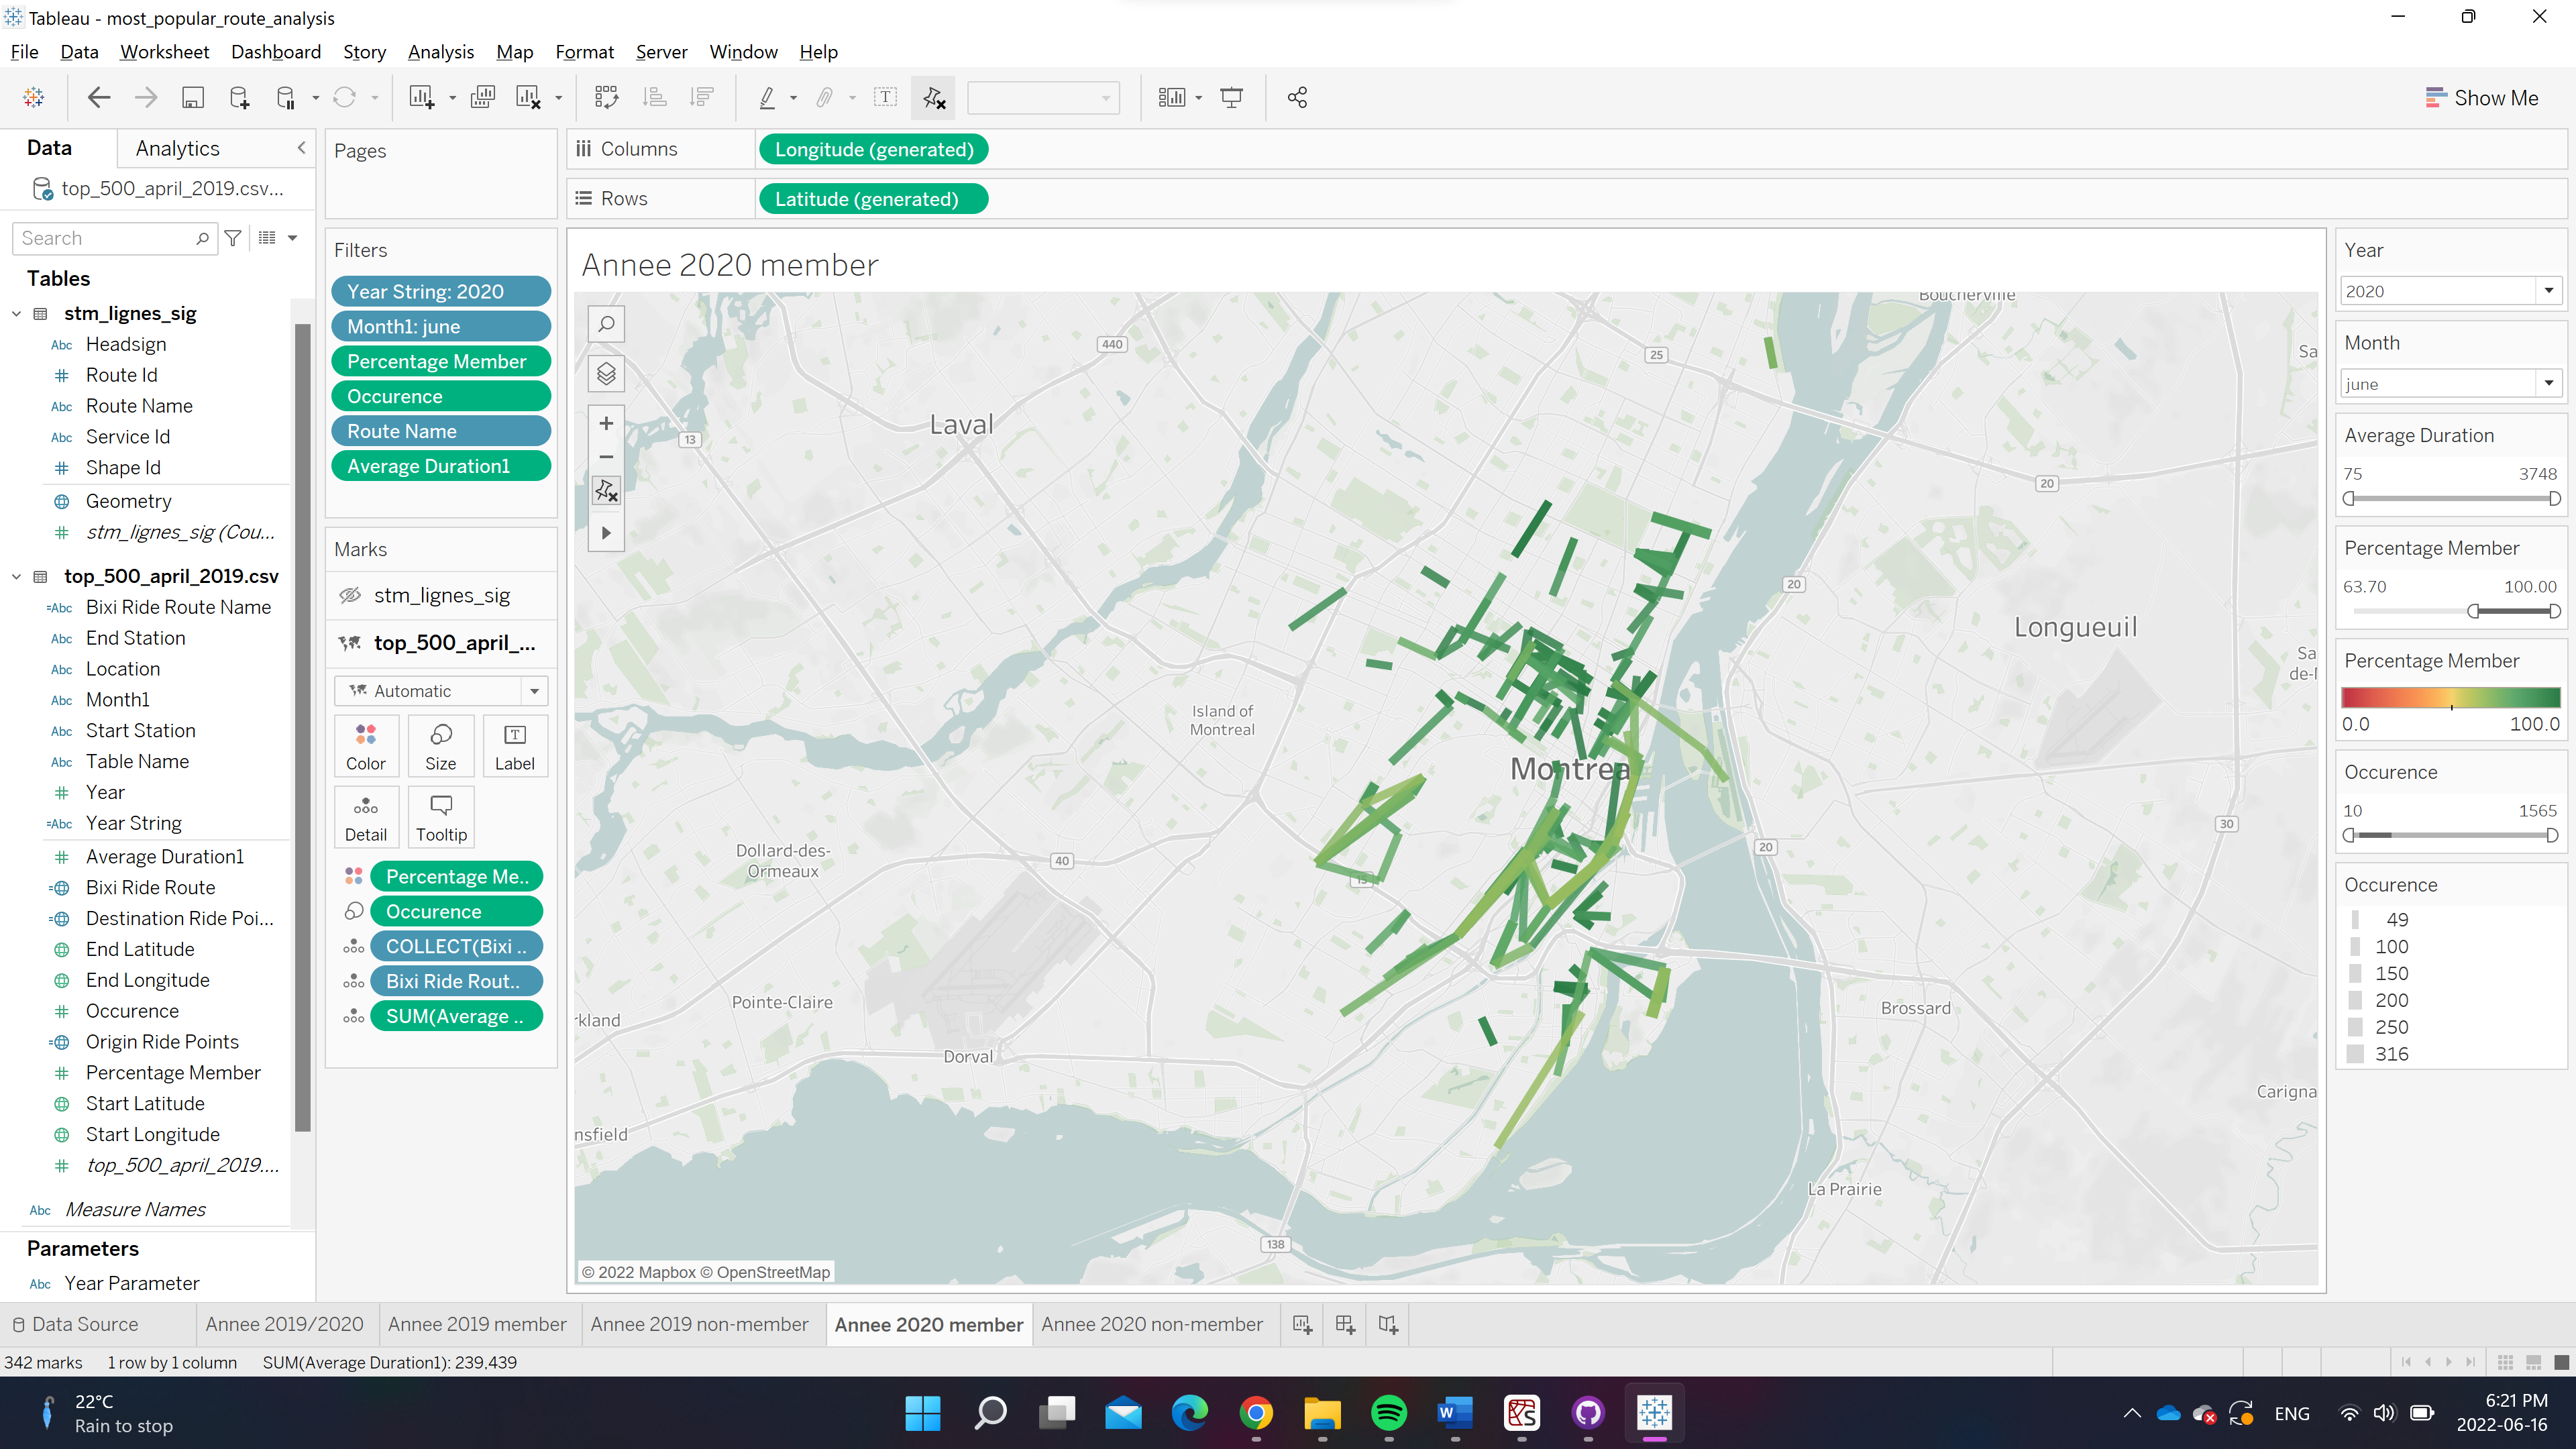 Tableau - most_popular_route_analysis
File Data Worksheet Dashboard Story Analysis Map Format Server Window Help
Show Me
Data Analytics
top_500_april_2019.csv...
Search
Tables
stm_lignes_sig
Abc Headsign
# Route Id
Abc Route Name
Abc Service Id
# Shape Id
Geometry
# stm_lignes_sig (Cou...
top_500_april_2019.csv
=Abc Bixi Ride Route Name
Abc End Station
Abc Location
Abc Month1
Abc Start Station
Abc Table Name
# Year
=Abc Year String
# Average Duration1
Bixi Ride Route
Destination Ride Poi...
End Latitude
End Longitude
# Occurence
Origin Ride Points
# Percentage Member
Start Latitude
Start Longitude
# top_500_april_2019....
Abc Measure Names
Parameters
Abc Year Parameter
Pages
Filters
Year String: 2020
Month1: june
Percentage Member
Occurence
Route Name
Average Duration1
Marks
stm_lignes_sig
top_500_april_...
Automatic
Color Size Label
Detail Tooltip
Percentage Me..
Occurence
COLLECT(Bixi ..
Bixi Ride Rout..
SUM(Average ..
Columns Longitude (generated)
Rows Latitude (generated)
Annee 2020 member
Boucherville
440
25
Sa
Laval
13
20
20
Longueuil
Sa
de-
Island of
Montreal
Montrea
Dollard-des-
Ormeaux
40
15
20
30
Pointe-Claire
rkland
Brossard
Dorval
Carigna
nsfield
La Prairie
138
© 2022 Mapbox © OpenStreetMap
Year
2020
Month
june
Average Duration
75 3748
Percentage Member
63.70 100.00
Percentage Member
0.0 100.0
Occurence
10 1565
Occurence
49
100
150
200
250
316
Data Source Annee 2019/2020 Annee 2019 member Annee 2019 non-member Annee 2020 member Annee 2020 non-member
342 marks 1 row by 1 column SUM(Average Duration1): 239,439
22°C
Rain to stop
ENG
6:21 PM
2022-06-16